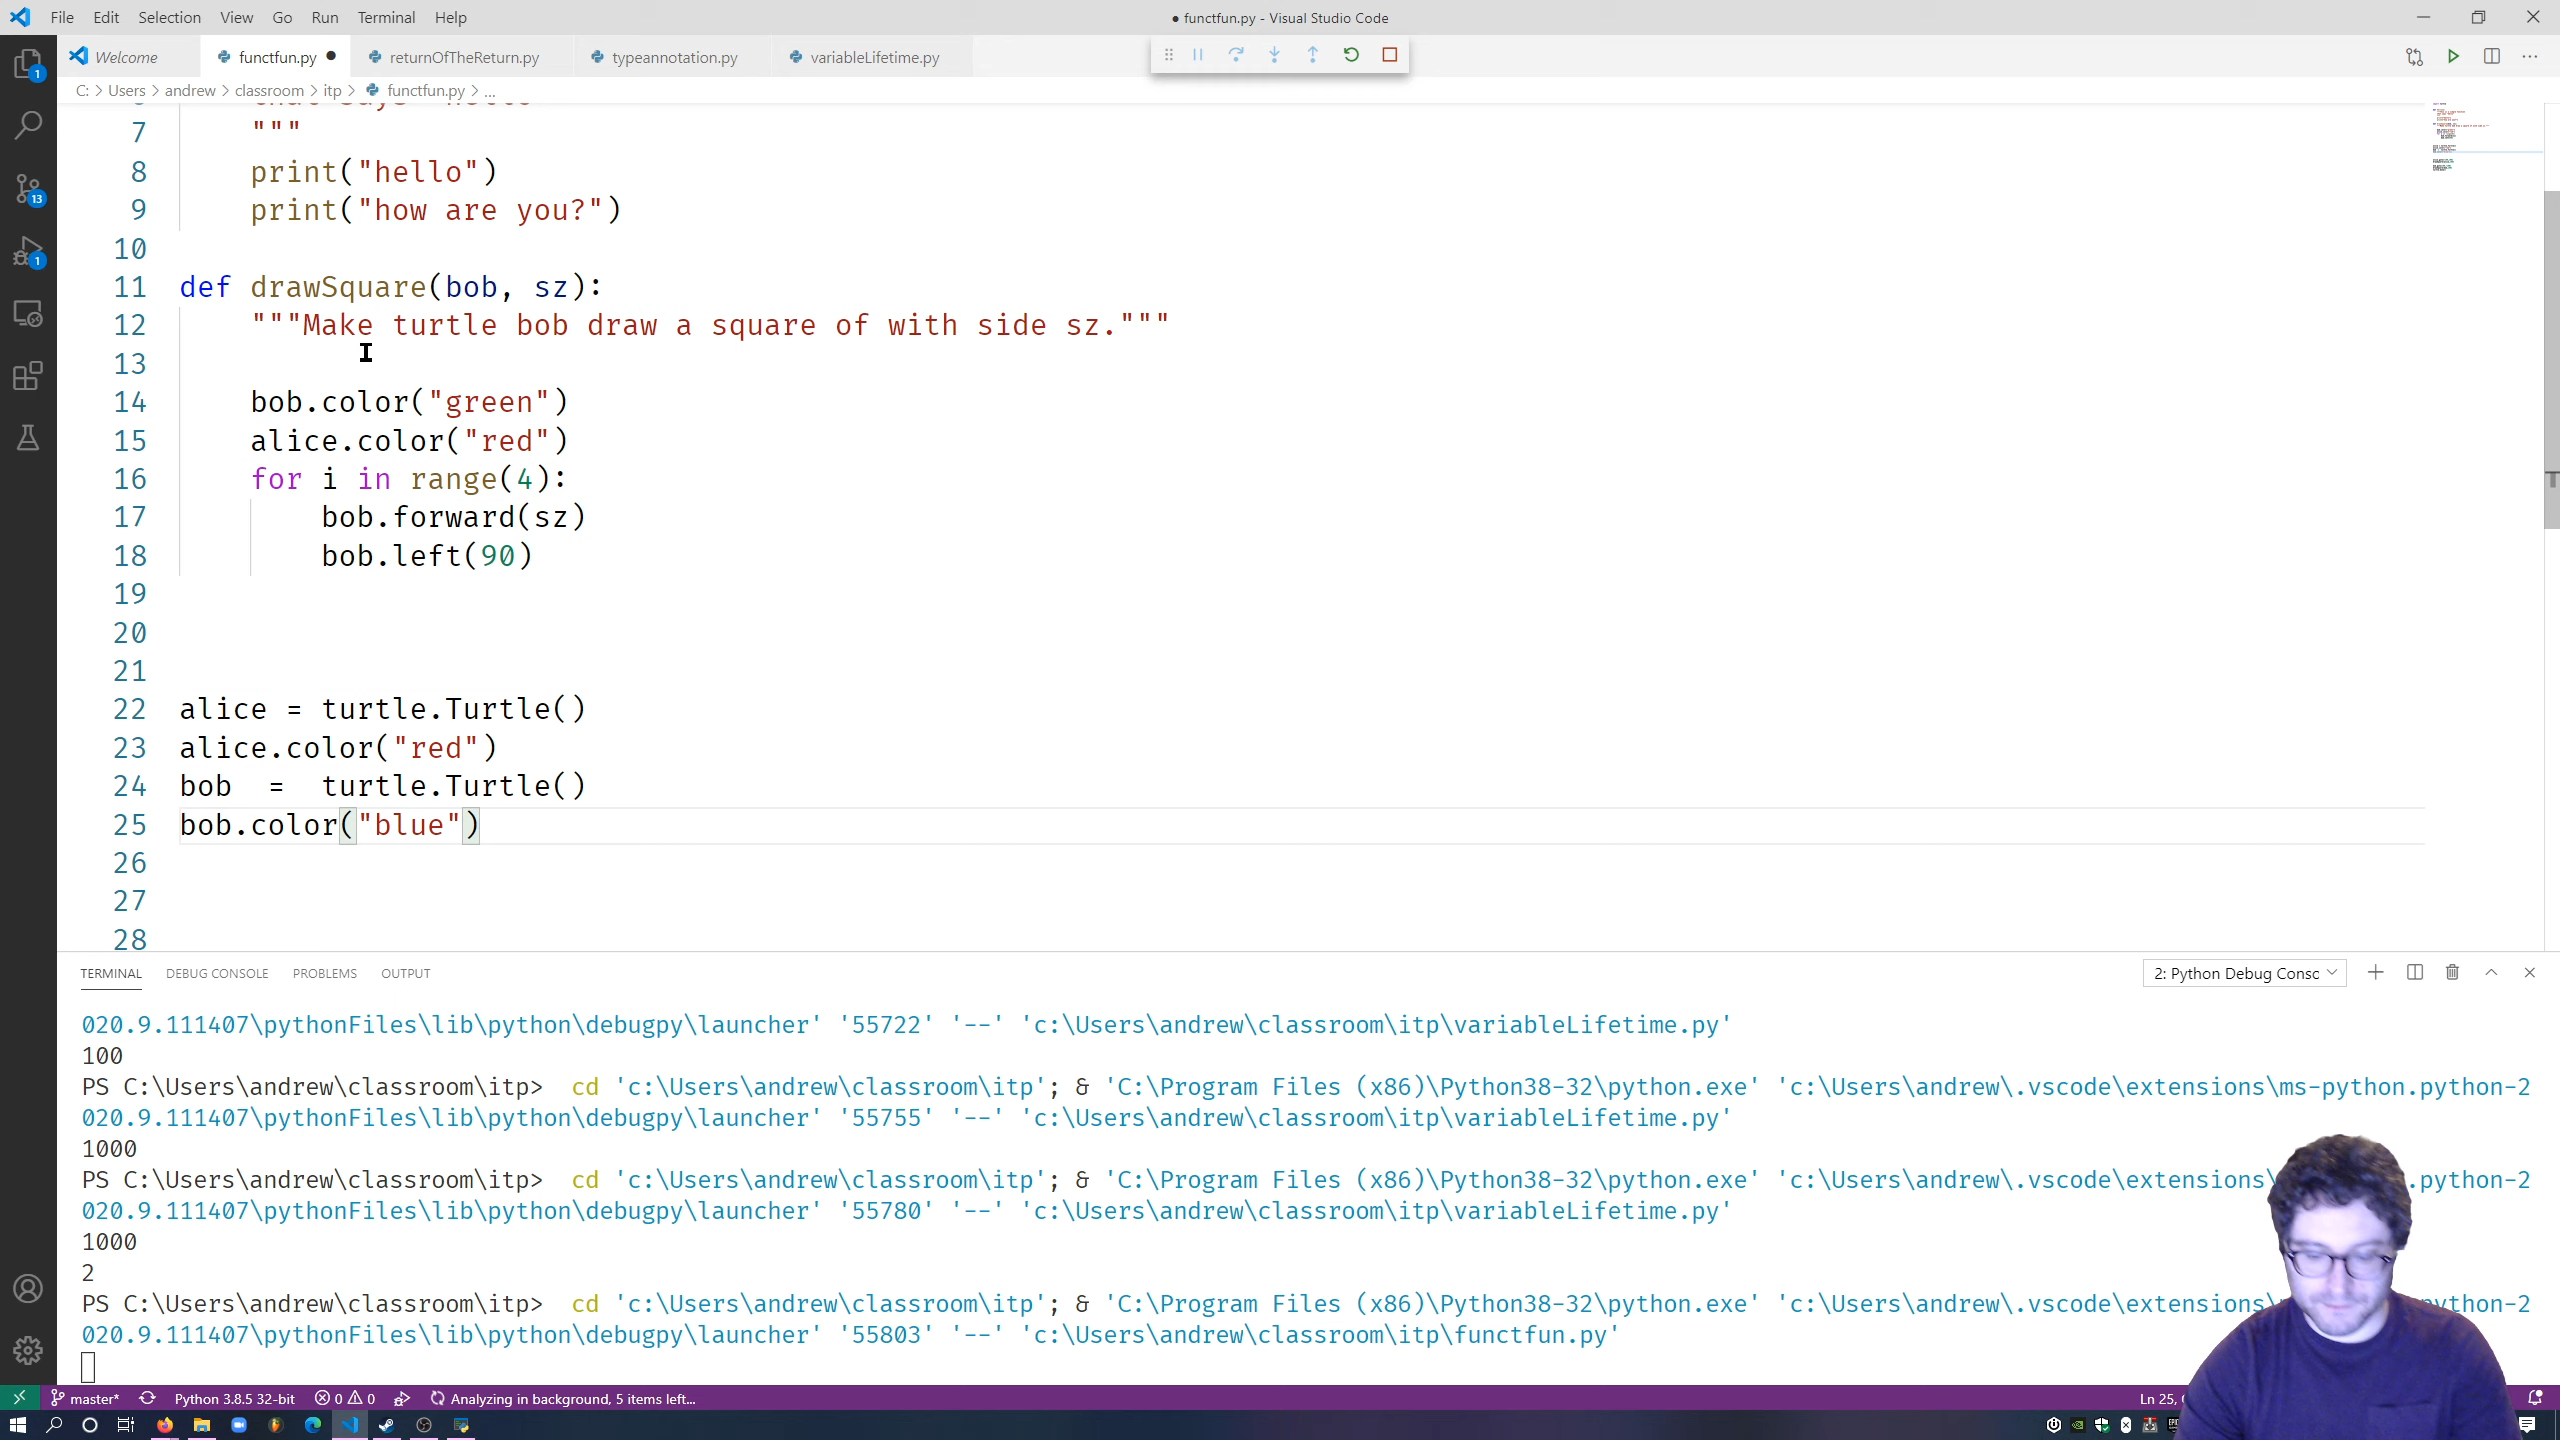 File Edit Selection View Go Run Terminal Help
● functfun.py - Visual Studio Code
Welcome functfun.py ● returnOfTheReturn.py typeannotation.py variableLifetime.py
C: > Users > andrew > classroom > itp > functfun.py > ...
7 """
8 print("hello")
9 print("how are you?")
10
11 def drawSquare(bob, sz):
12 """Make turtle bob draw a square of with side sz."""
13
14 bob.color("green")
15 alice.color("red")
16 for i in range(4):
17 bob.forward(sz)
18 bob.left(90)
19
20
21
22 alice = turtle.Turtle()
23 alice.color("red")
24 bob  =  turtle.Turtle()
25 bob.color("blue")
26
27
28
TERMINAL DEBUG CONSOLE PROBLEMS OUTPUT
2: Python Debug Consc
020.9.111407\pythonFiles\lib\python\debugpy\launcher' '55722' '--' 'c:\Users\andrew\classroom\itp\variableLifetime.py'
100
PS C:\Users\andrew\classroom\itp>  cd 'c:\Users\andrew\classroom\itp'; & 'C:\Program Files (x86)\Python38-32\python.exe' 'c:\Users\andrew\.vscode\extensions\ms-python.python-2
020.9.111407\pythonFiles\lib\python\debugpy\launcher' '55755' '--' 'c:\Users\andrew\classroom\itp\variableLifetime.py'
1000
PS C:\Users\andrew\classroom\itp>  cd 'c:\Users\andrew\classroom\itp'; & 'C:\Program Files (x86)\Python38-32\python.exe' 'c:\Users\andrew\.vscode\extensions\ .python-2
020.9.111407\pythonFiles\lib\python\debugpy\launcher' '55780' '--' 'c:\Users\andrew\classroom\itp\variableLifetime.py'
1000
2
PS C:\Users\andrew\classroom\itp>  cd 'c:\Users\andrew\classroom\itp'; & 'C:\Program Files (x86)\Python38-32\python.exe' 'c:\Users\andrew\.vscode\extensions\ ython-2
020.9.111407\pythonFiles\lib\python\debugpy\launcher' '55803' '--' 'c:\Users\andrew\classroom\itp\functfun.py'
master* Python 3.8.5 32-bit 0 0 Analyzing in background, 5 items left... Ln 25,